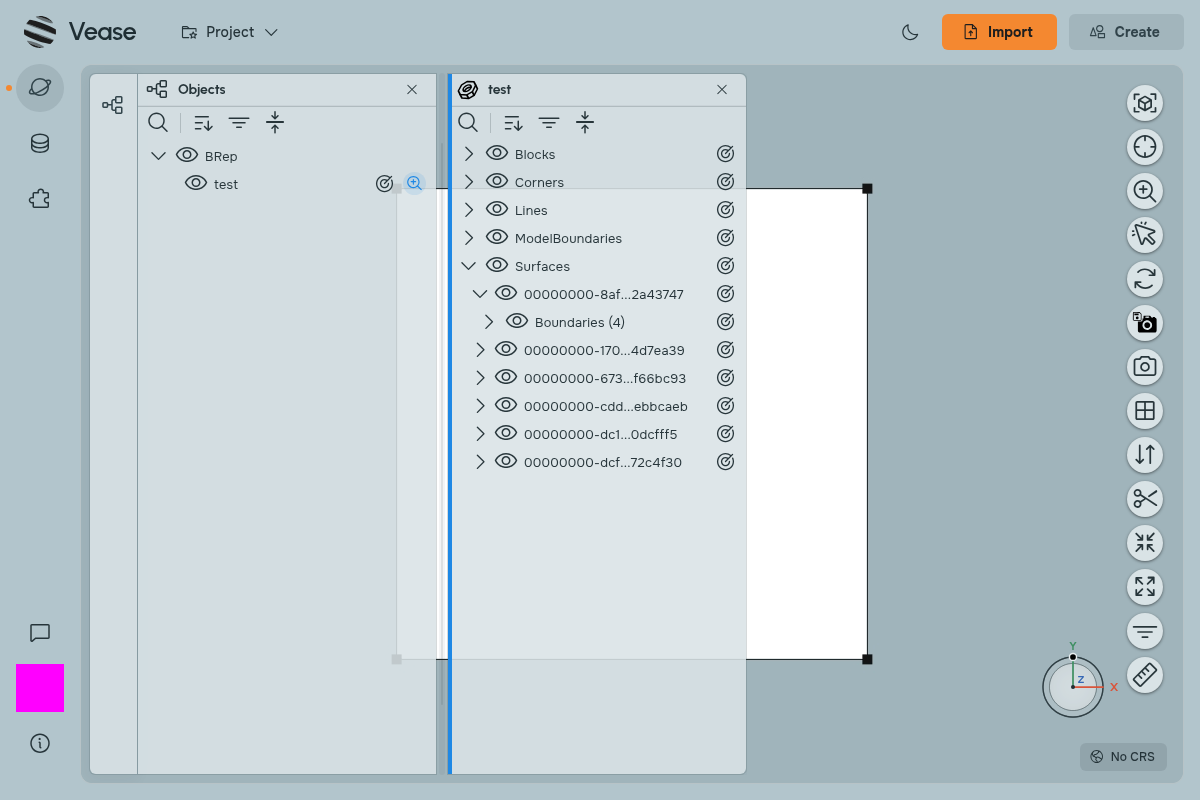 Vease
Project
Import
Create
Objects
test
BRep
test
Blocks
Corners
Lines
ModelBoundaries
Surfaces
00000000-8af...2a43747
Boundaries (4)
00000000-170...4d7ea39
00000000-673...f66bc93
00000000-cdd...ebbcaeb
00000000-dc1...0dcfff5
00000000-dcf...72c4f30
Y
Z
X
No CRS